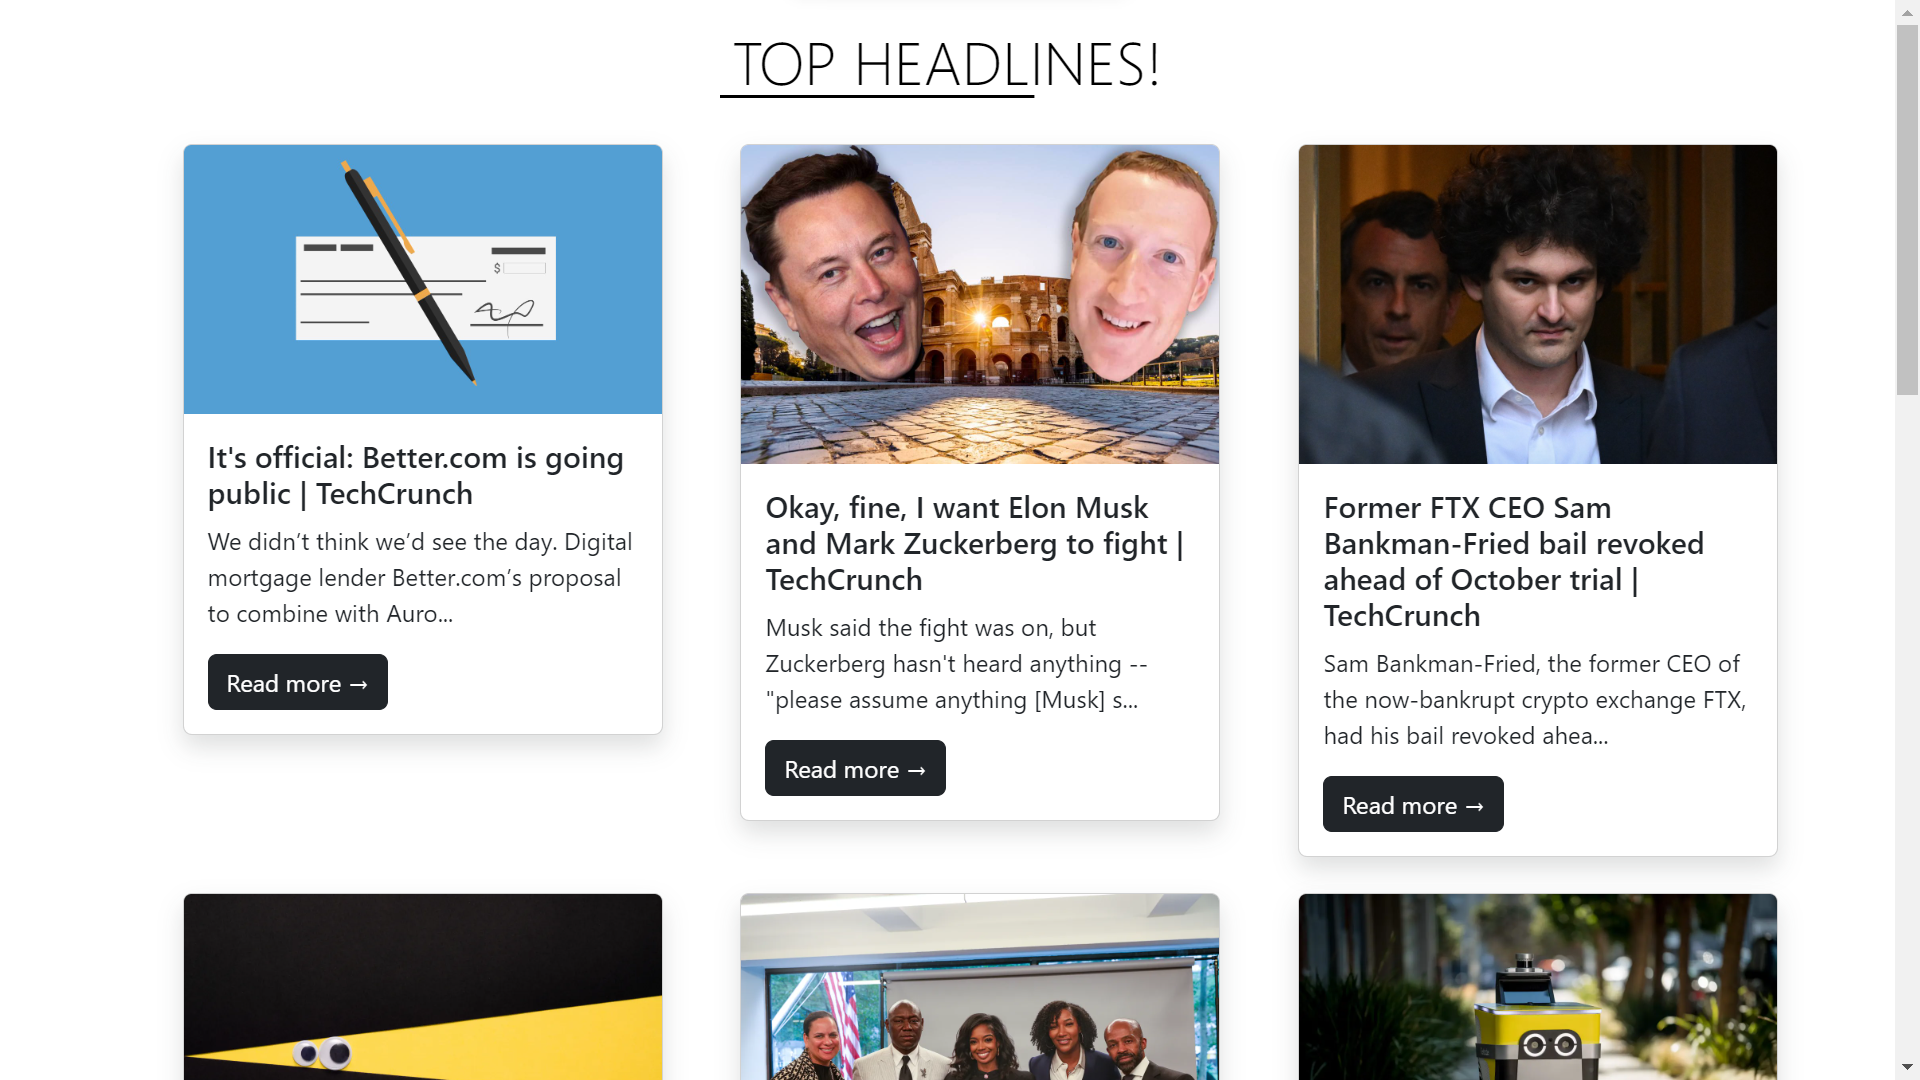 TOP HEADLINES!
$
It's official: Better.com is going
public | TechCrunch
We didn’t think we’d see the day. Digital
mortgage lender Better.com’s proposal
to combine with Auro...
Read more →
Okay, fine, I want Elon Musk
and Mark Zuckerberg to fight |
TechCrunch
Musk said the fight was on, but
Zuckerberg hasn't heard anything --
"please assume anything [Musk] s...
Read more →
Former FTX CEO Sam
Bankman-Fried bail revoked
ahead of October trial |
TechCrunch
Sam Bankman-Fried, the former CEO of
the now-bankrupt crypto exchange FTX,
had his bail revoked ahea...
Read more →